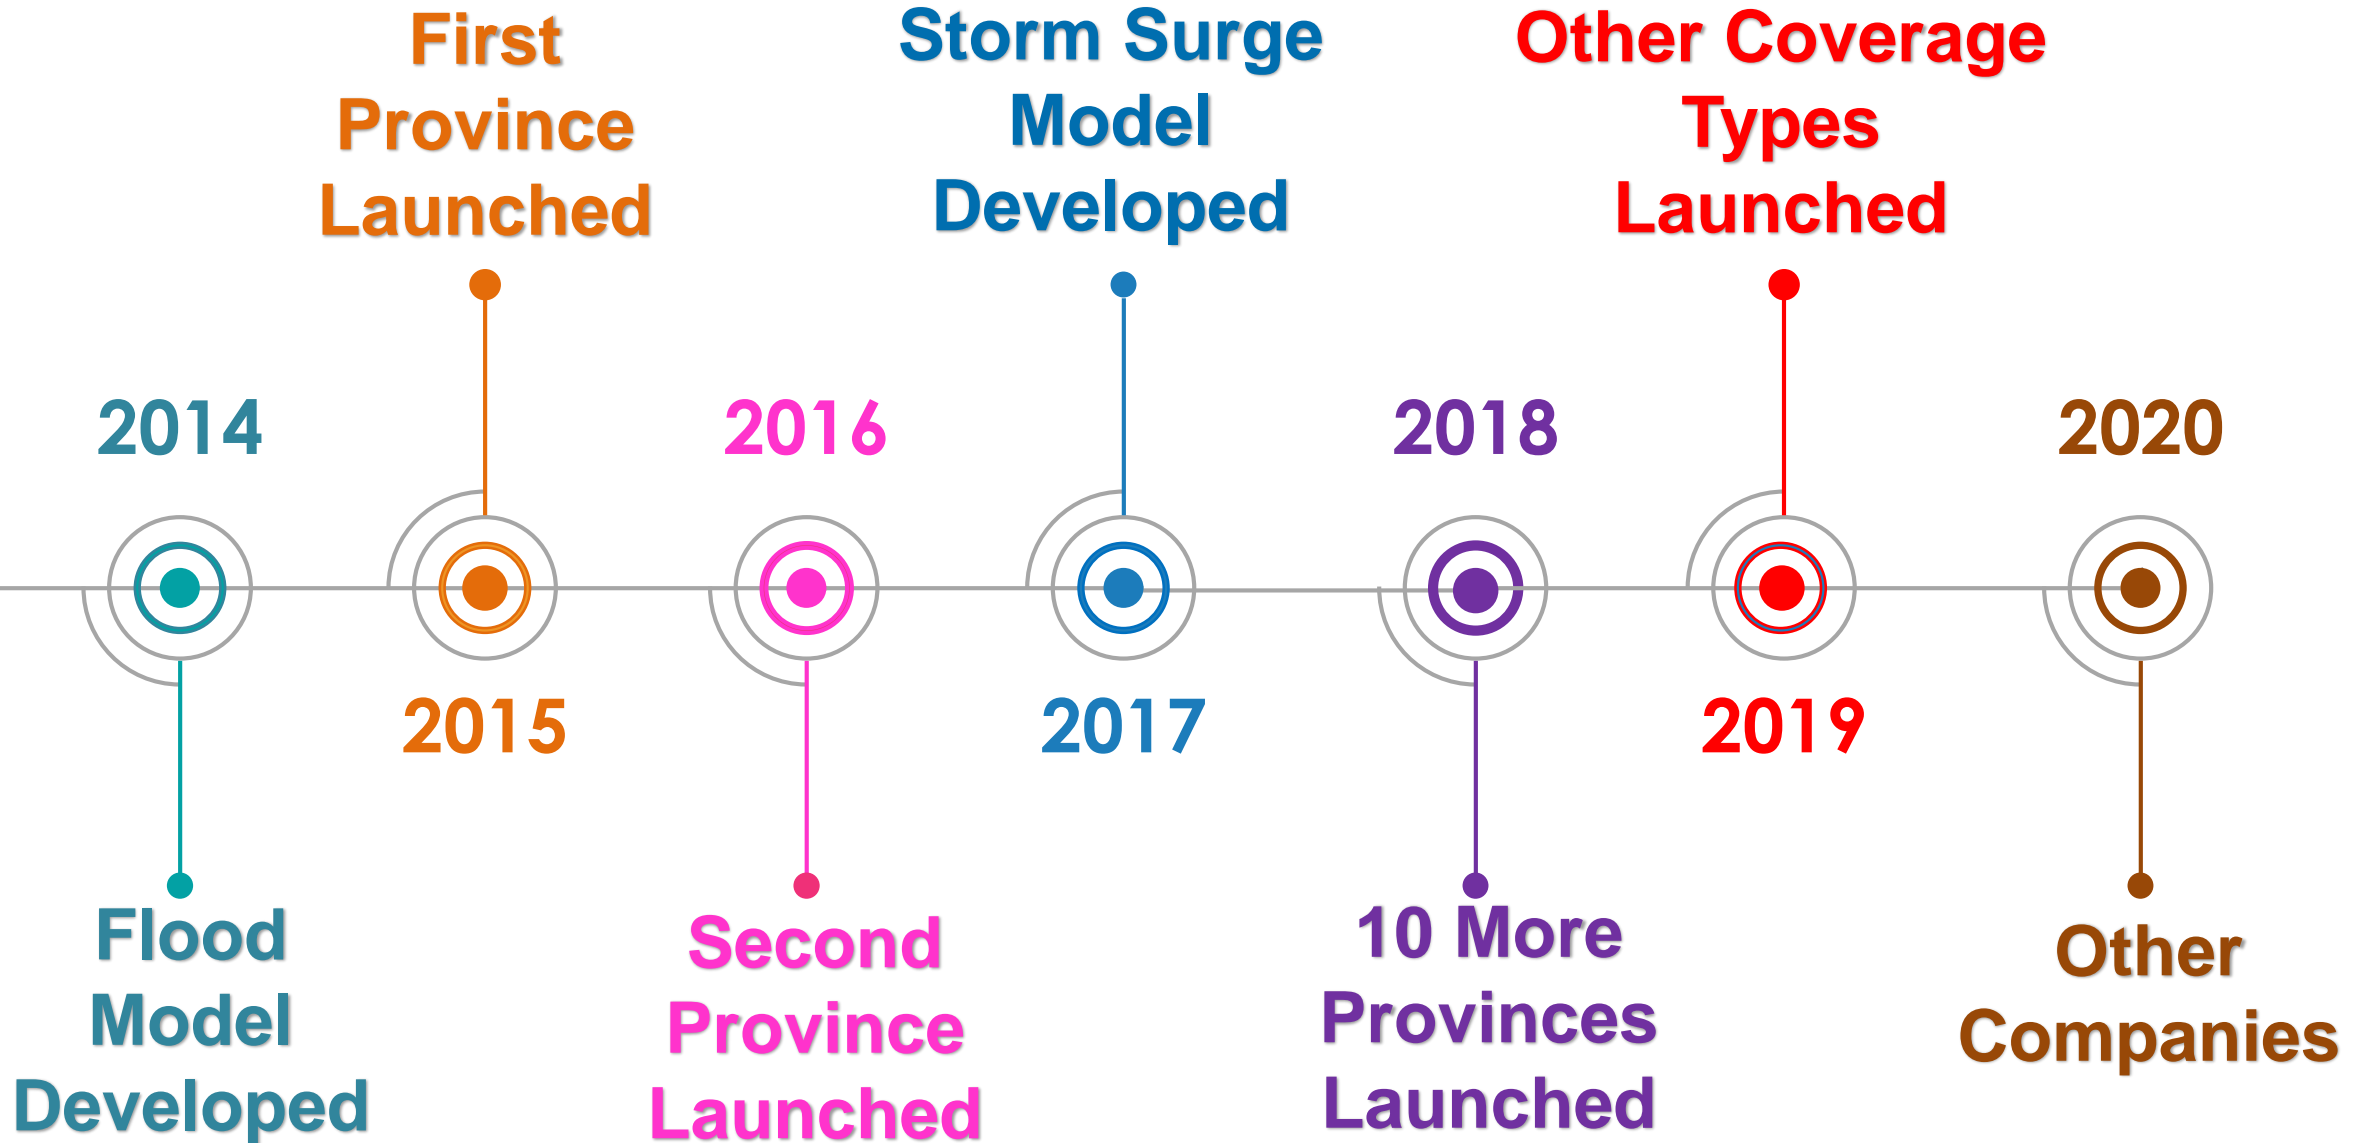 First
Province
Launched
Storm Surge
Model
Developed
Other Coverage
Types
Launched
2014
2016
2018
2020
2015
2017
2019
Flood
Model
Developed
Second
Province
Launched
10 More
Provinces
Launched
Other
Companies